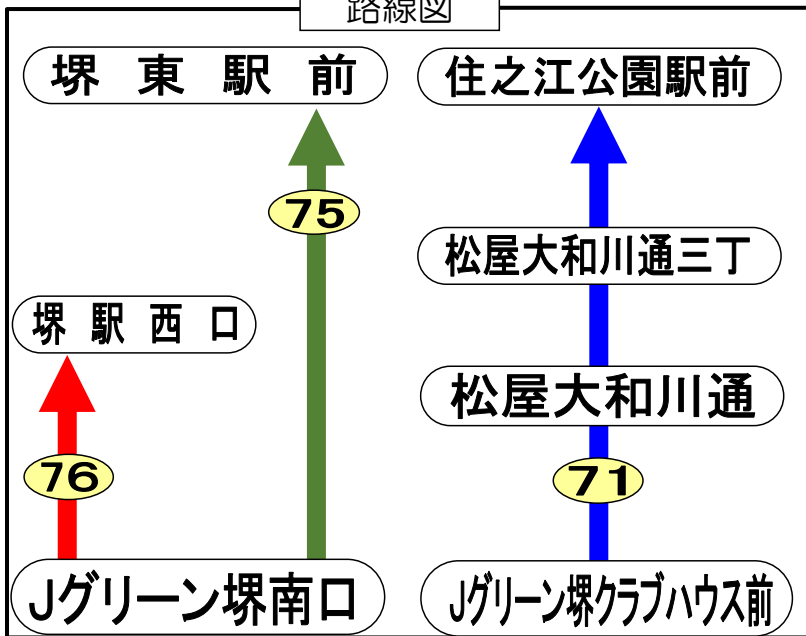 路線図
堺東駅前
住之江公園駅前
75
松屋大和川通三丁
堺駅西口
松屋大和川通
76
71
Jグリーン堺南口
Jグリーン堺クラブハウス前